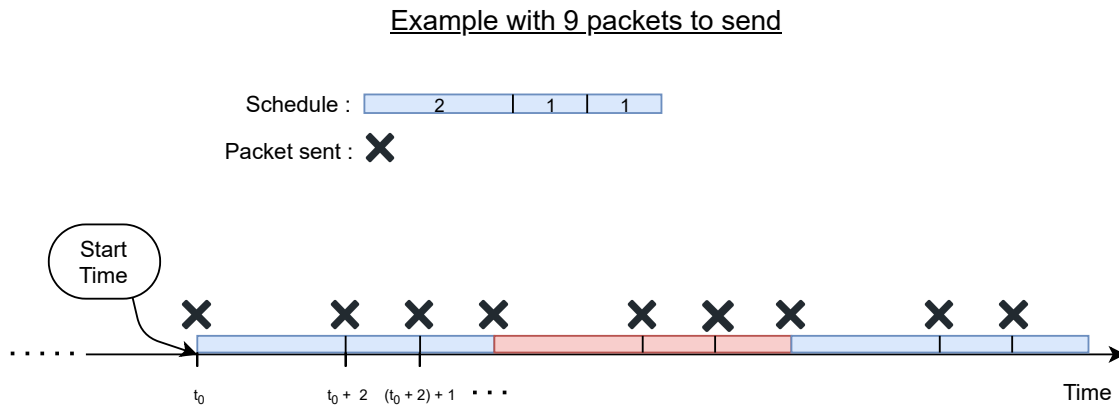 Example with 9 packets to send
Schedule : 2 1 1
Packet sent :
Start
Time
t₀ t₀ + 2 (t₀ + 2) + 1 . . .
. . . . .
Time